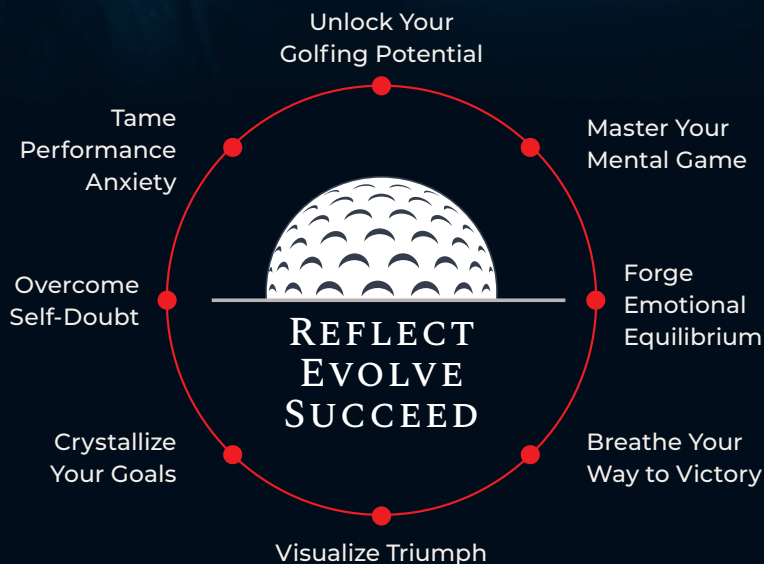 Unlock Your
Golfing Potential
Master Your
Mental Game
Forge
Emotional
Equilibrium
Breathe Your
Way to Victory
Visualize Triumph
Crystallize
Your Goals
Overcome
Self-Doubt
Tame
Performance
Anxiety
REFLECT
EVOLVE
SUCCEED